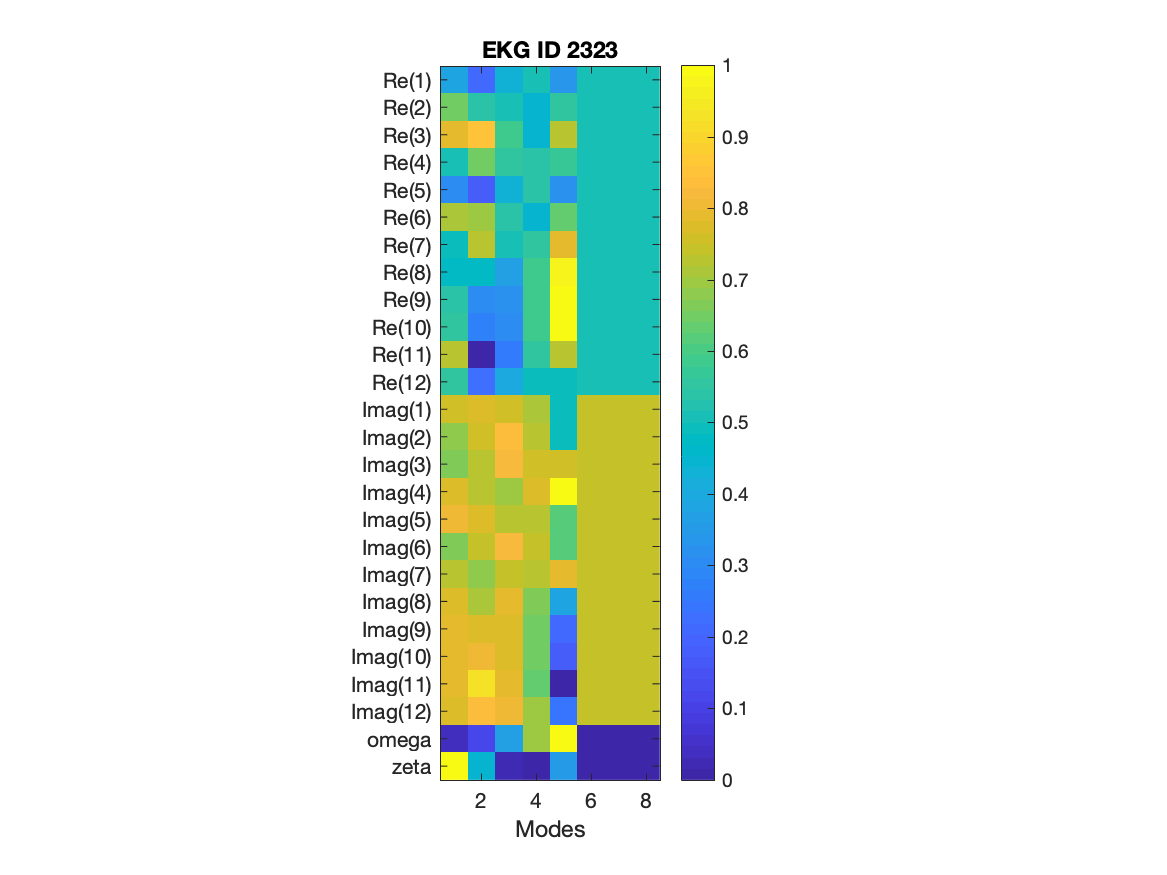 EKG ID 2323
Re(1)
Re(2)
Re(3)
Re(4)
Re(5)
Re(6)
Re(7)
Re(8)
Re(9)
Re(10)
Re(11)
Re(12)
Imag(1)
Imag(2)
Imag(3)
Imag(4)
Imag(5)
Imag(6)
Imag(7)
Imag(8)
Imag(9)
Imag(10)
Imag(11)
Imag(12)
omega
zeta
2 4 6 8
Modes
1
0.9
0.8
0.7
0.6
0.5
0.4
0.3
0.2
0.1
0